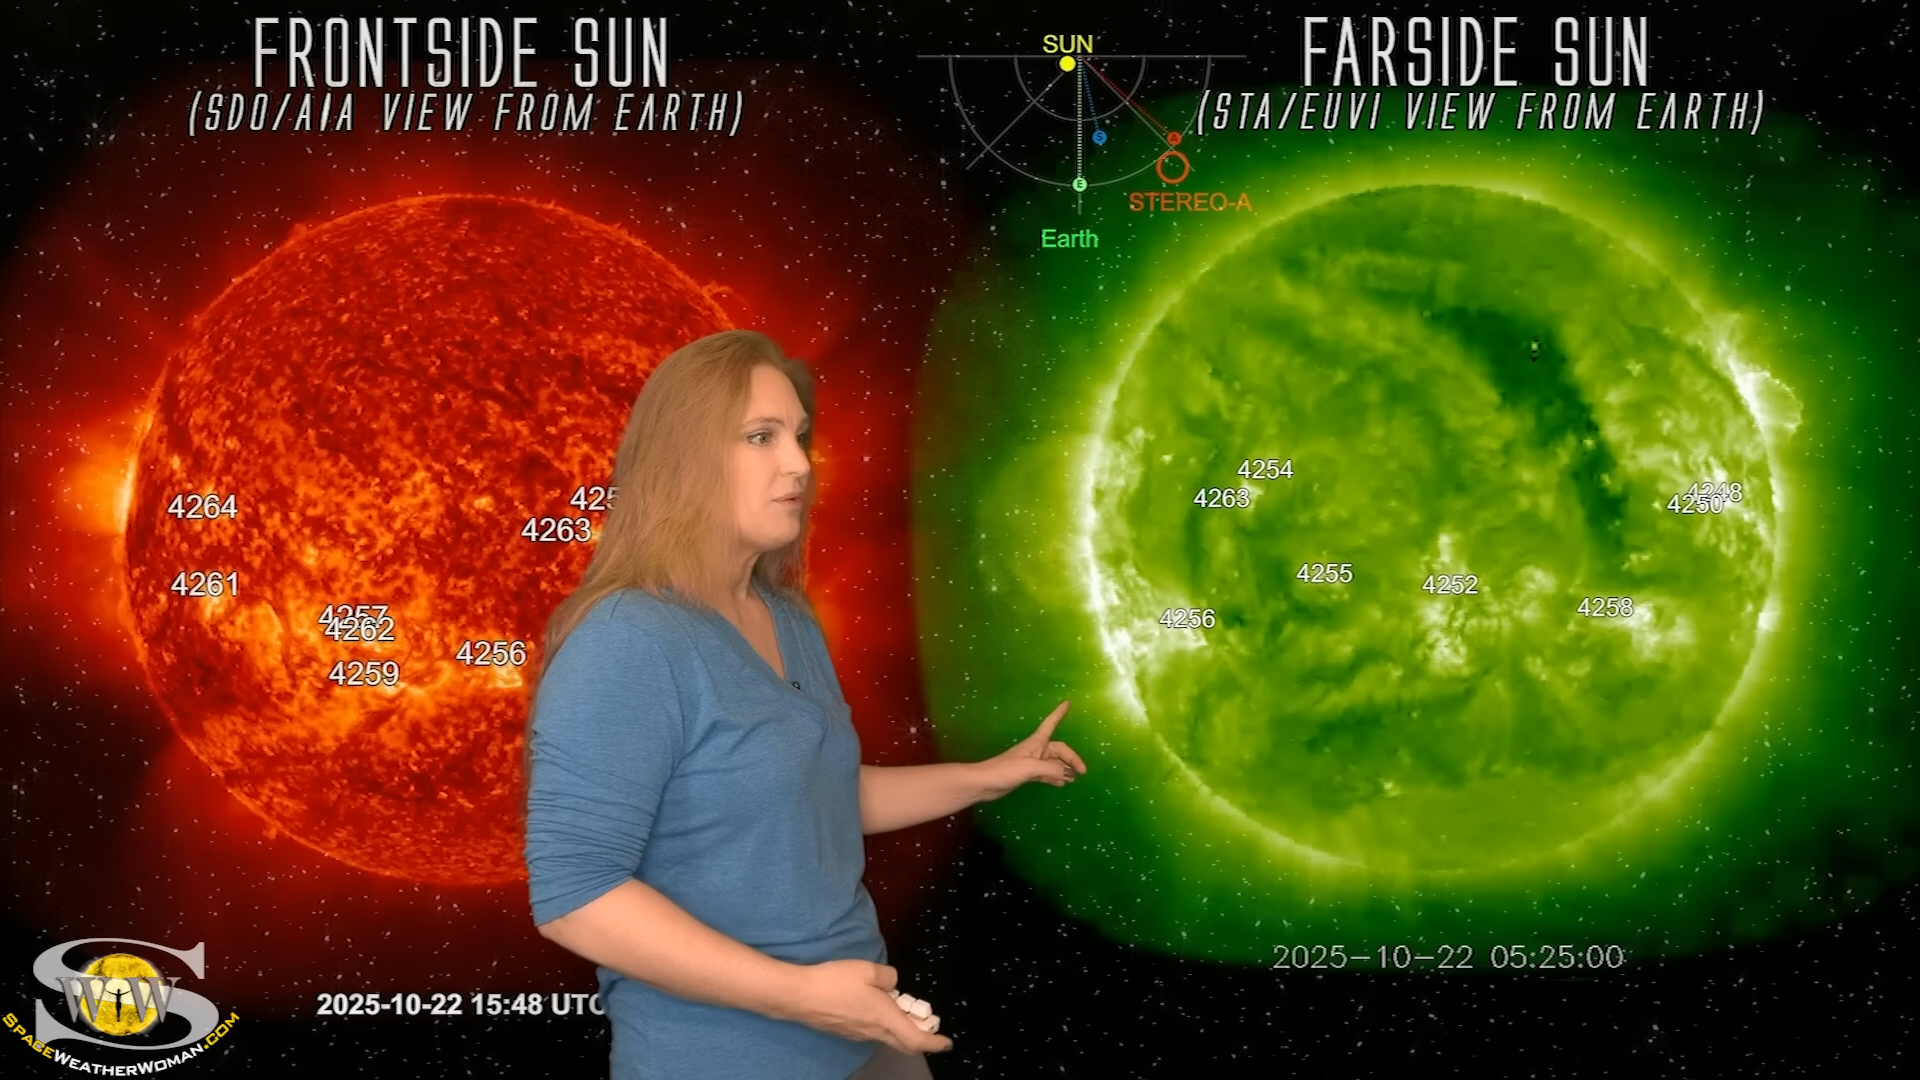 FRONTSIDE SUN
(SDO/AIA VIEW FROM EARTH)
SUN
S
A
E
STEREO-A
Earth
FARSIDE SUN
(STA/EUVI VIEW FROM EARTH)
4264
425
4263
4261
4257
4262
4256
4259
4254
4263
4248
4250
4255
4252
4258
4256
2025-10-22 05:25:00
2025-10-22 15:48 UTC
S
WW
SPACEWEATHERWOMAN.COM